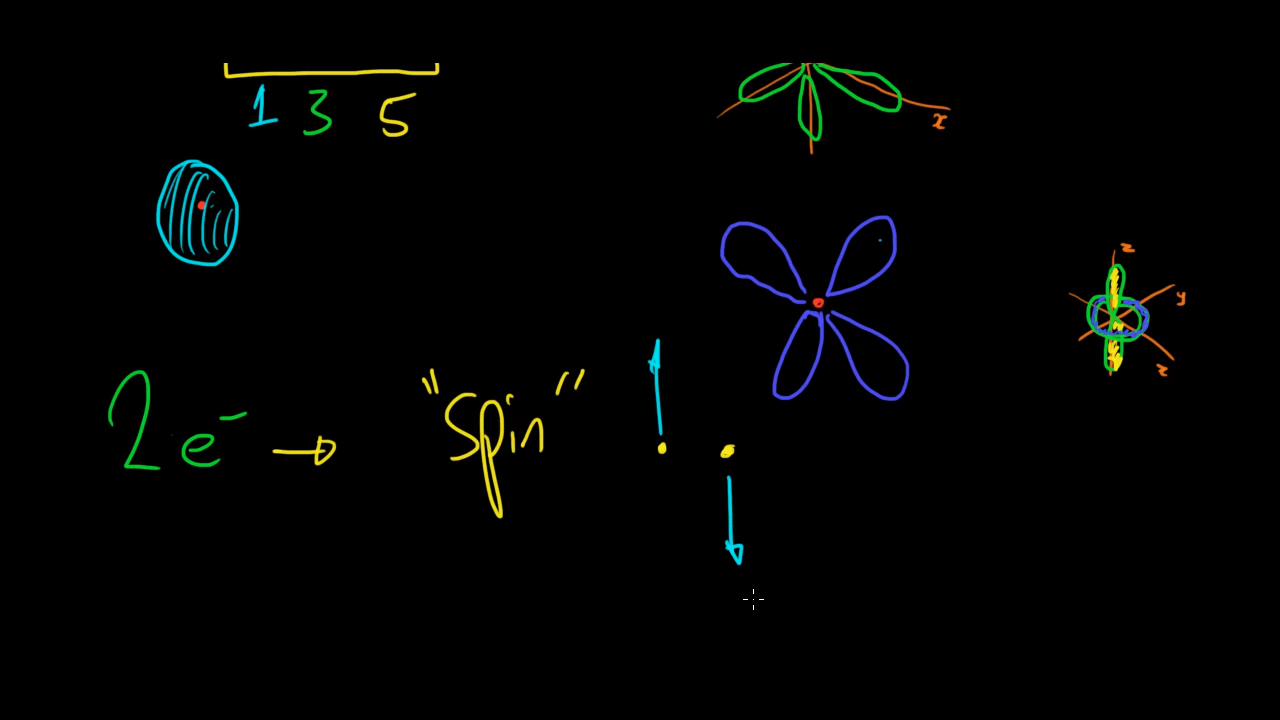 1 3 5
x
z
y
z
2e⁻ → "Spin"